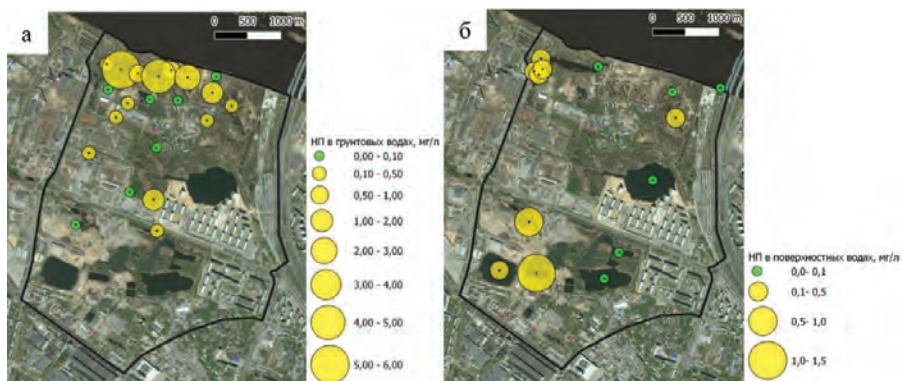 а
0 500 1000 m
НП в грунтовых водах, мг/л
0,00 - 0,10
0,10 - 0,50
0,50 - 1,00
1,00 - 2,00
2,00 - 3,00
3,00 - 4,00
4,00 - 5,00
5,00 - 6,00
б
0 500 1000 m
НП в поверхностных водах, мг/л
0,0- 0,1
0,1- 0,5
0,5- 1,0
1,0- 1,5